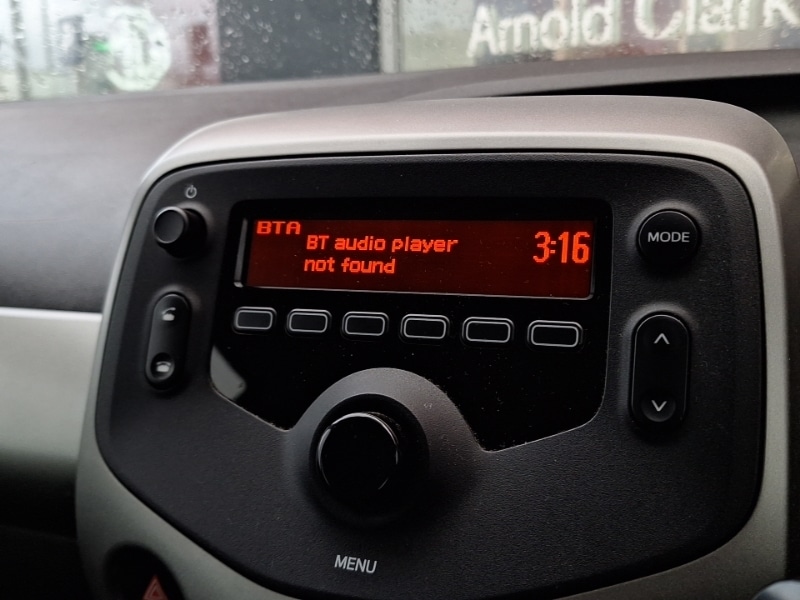 Arnold Clark
BTA
BT audio player
not found
3:16
MODE
MENU